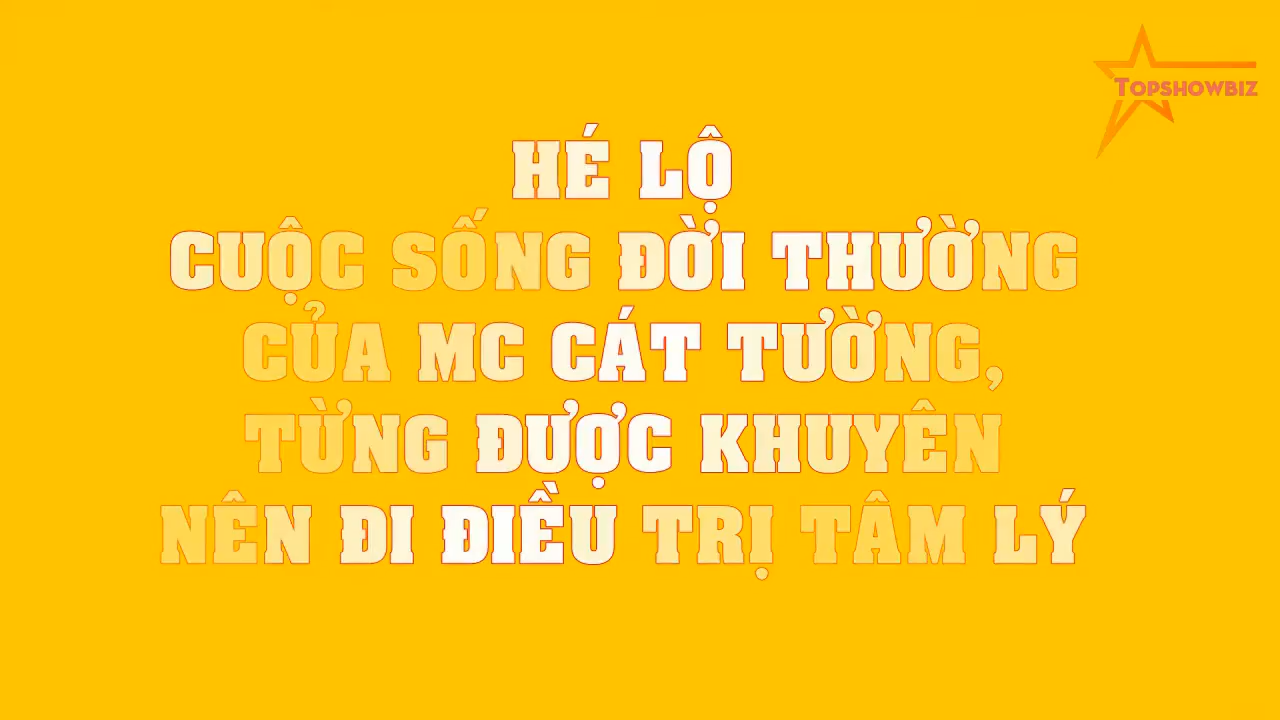 TOPSHOWBIZ
HÉ LỘ
CUỘC SỐNG ĐỜI THƯỜNG
CỦA MC CÁT TƯỜNG,
TỪNG ĐƯỢC KHUYÊN
NÊN ĐI ĐIỀU TRỊ TÂM LÝ